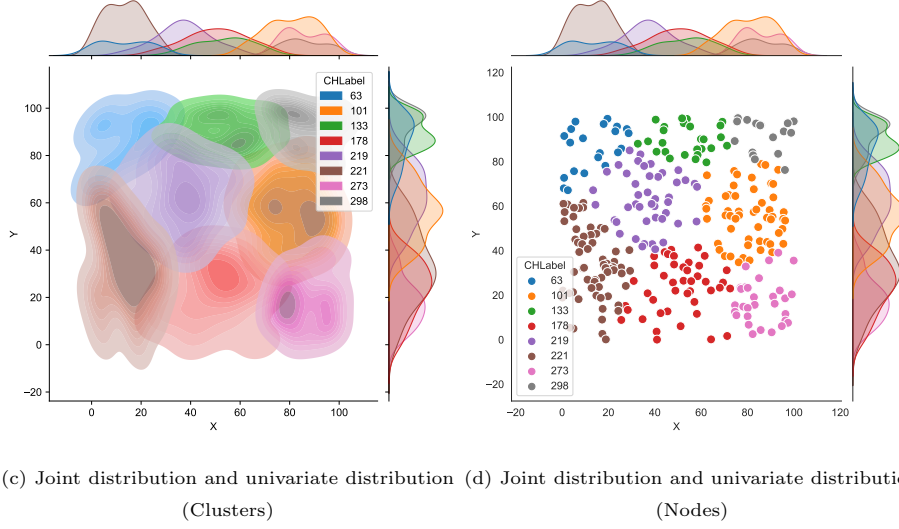 120
100
100
CHLabel
63
101
133
178
219
221
273
298
80
80
60
60
Y
Y
40
40
20
20
CHLabel
63
101
133
178
219
221
273
298
0
0
−20
−20
0 20 40 60 80 100
−20 0 20 40 60 80 100 120
X
X
(c) Joint distribution and univariate distribution
(Clusters)
(d) Joint distribution and univariate
(Nodes)